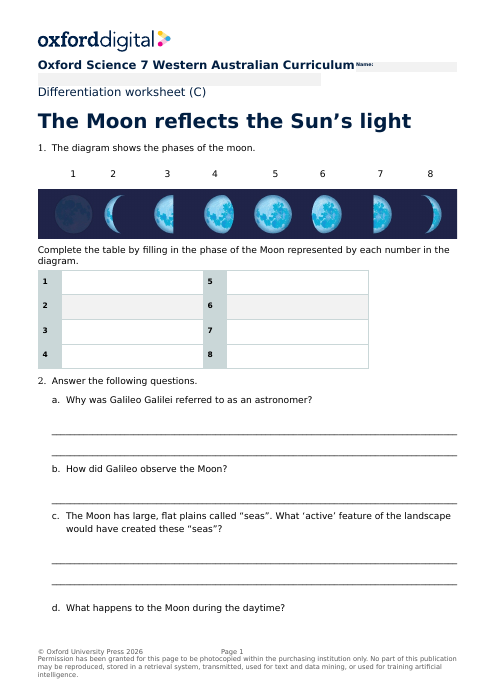 oxforddigital
Oxford Science 7 Western Australian Curriculum Name:
Differentiation worksheet (C)
The Moon reflects the Sun’s light
1. The diagram shows the phases of the moon.
1 2 3 4 5 6 7 8
Complete the table by filling in the phase of the Moon represented by each number in the
diagram.
1 5
2 6
3 7
4 8
2. Answer the following questions.
a. Why was Galileo Galilei referred to as an astronomer?
b. How did Galileo observe the Moon?
c. The Moon has large, flat plains called “seas”. What ‘active’ feature of the landscape
would have created these “seas”?
d. What happens to the Moon during the daytime?
© Oxford University Press 2026 Page 1
Permission has been granted for this page to be photocopied within the purchasing institution only. No part of this publication
may be reproduced, stored in a retrieval system, transmitted, used for text and data mining, or used for training artificial
intelligence.